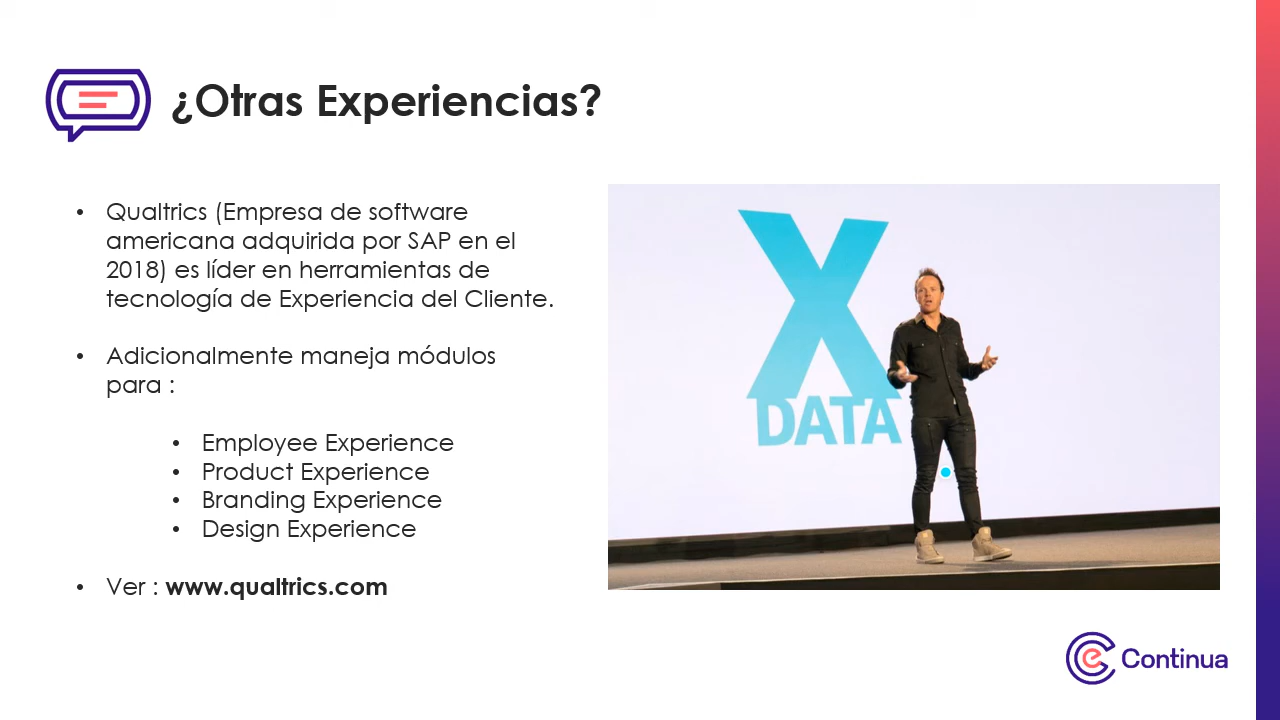 ¿Otras Experiencias?
• Qualtrics (Empresa de software
americana adquirida por SAP en el
2018) es líder en herramientas de
tecnología de Experiencia del Cliente.
• Adicionalmente maneja módulos
para :
• Employee Experience
• Product Experience
• Branding Experience
• Design Experience
• Ver : www.qualtrics.com
X
DATA
Continua